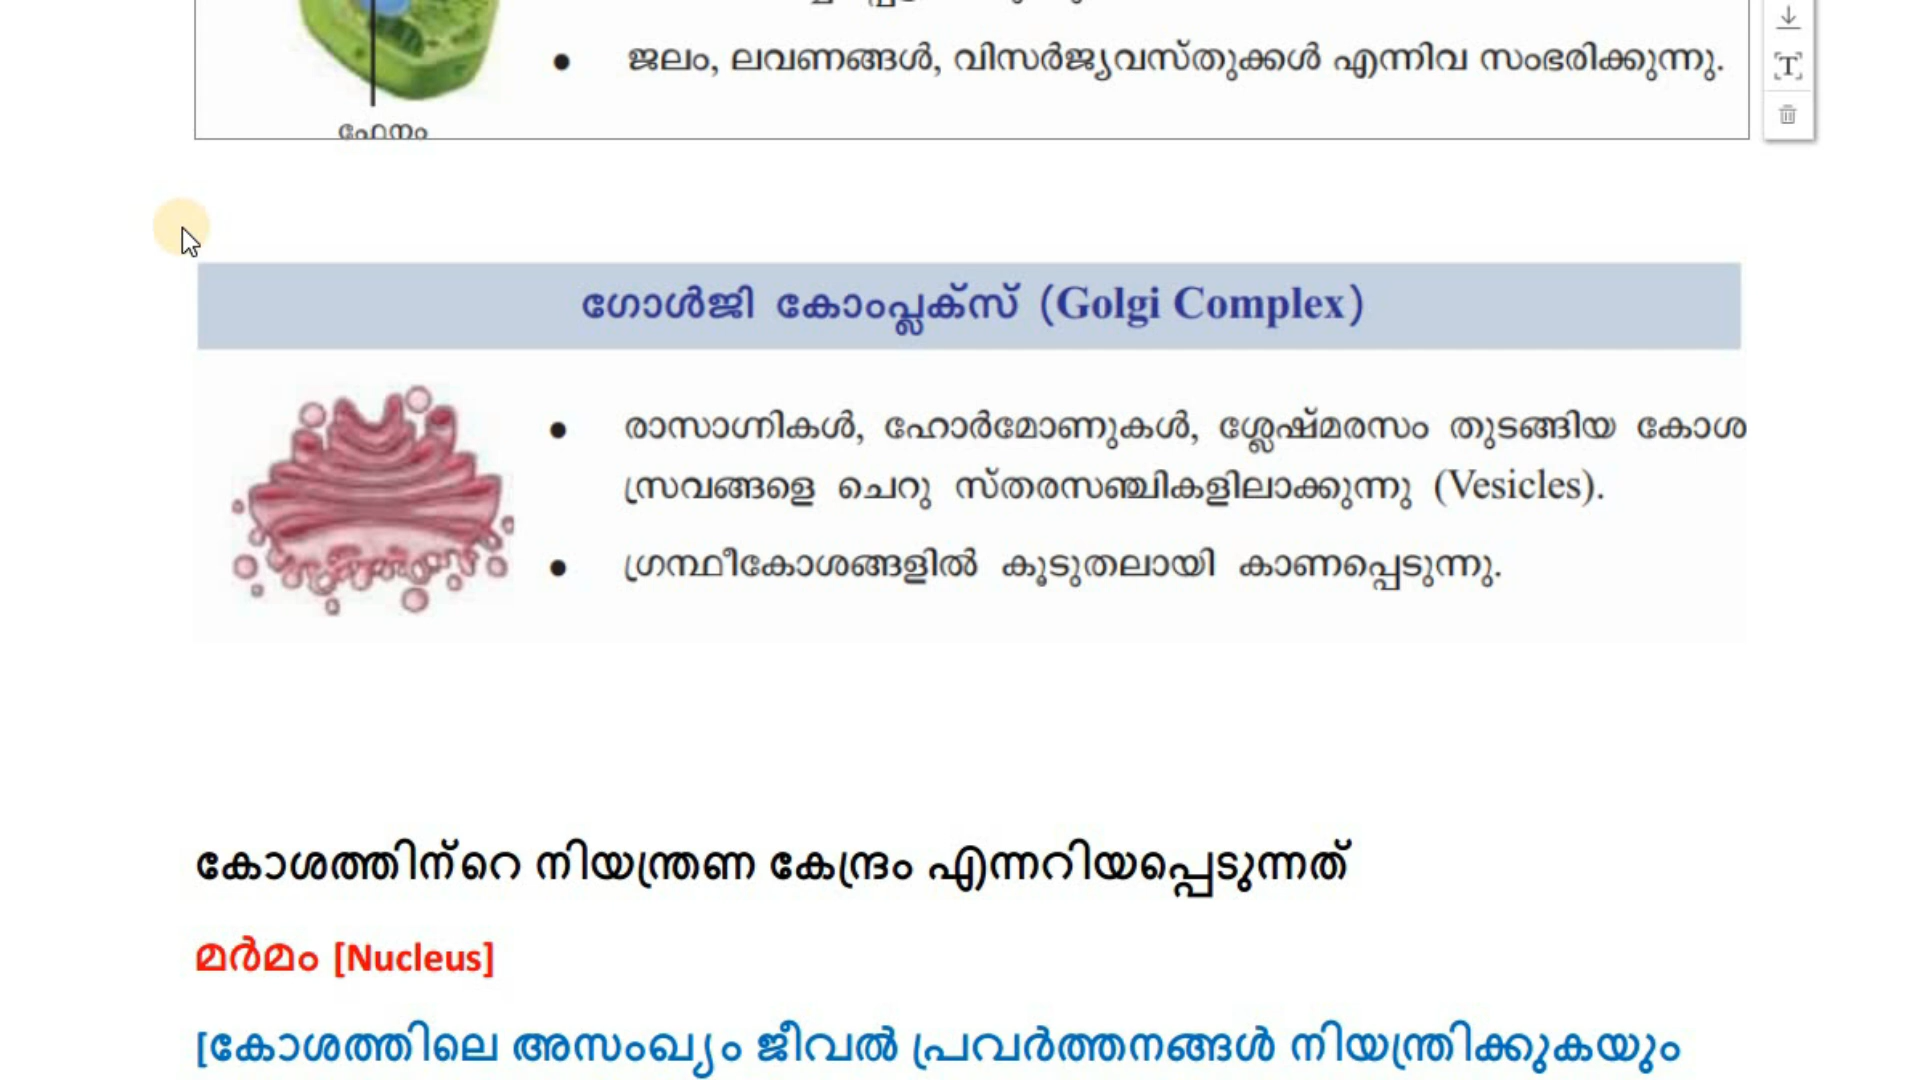 ● ജലം, ലവണങ്ങൾ, വിസർജ്യവസ്തുക്കൾ എന്നിവ സംഭരിക്കുന്നു.
ഫേനം
ഗോൾജി കോംപ്ലക്സ് (Golgi Complex)
● രാസാഗ്നികൾ, ഹോർമോണുകൾ, ശ്ലേഷ്മരസം തുടങ്ങിയ കോശ
സ്രവങ്ങളെ ചെറു സ്തരസഞ്ചികളിലാക്കുന്നു (Vesicles).
● ഗ്രന്ഥീകോശങ്ങളിൽ കൂടുതലായി കാണപ്പെടുന്നു.
കോശത്തിന്റെ നിയന്ത്രണ കേന്ദ്രം എന്നറിയപ്പെടുന്നത്
മർമം [Nucleus]
[കോശത്തിലെ അസംഖ്യം ജീവൽ പ്രവർത്തനങ്ങൾ നിയന്ത്രിക്കുകയും